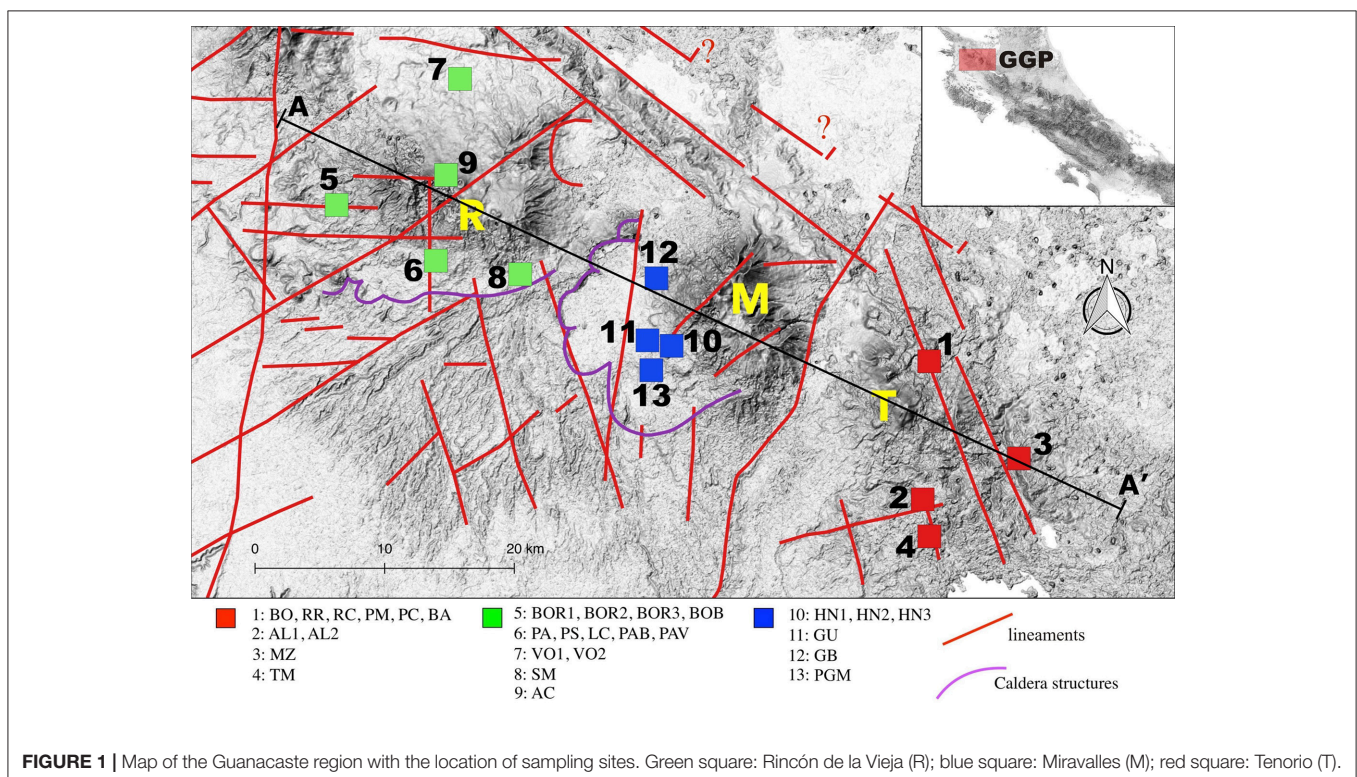 ?
GGP
?
A
7
9
5
R
6
8
12
M
11
10
13
N
1
T
3
A'
2
4
0 10 20 km
1: BO, RR, RC, PM, PC, BA
2: AL1, AL2
3: MZ
4: TM
5: BOR1, BOR2, BOR3, BOB
6: PA, PS, LC, PAB, PAV
7: VO1, VO2
8: SM
9: AC
10: HN1, HN2, HN3
11: GU
12: GB
13: PGM
lineaments
Caldera structures
FIGURE 1 | Map of the Guanacaste region with the location of sampling sites. Green square: Rincón de la Vieja (R); blue square: Miravalles (M); red square: Tenorio (T).